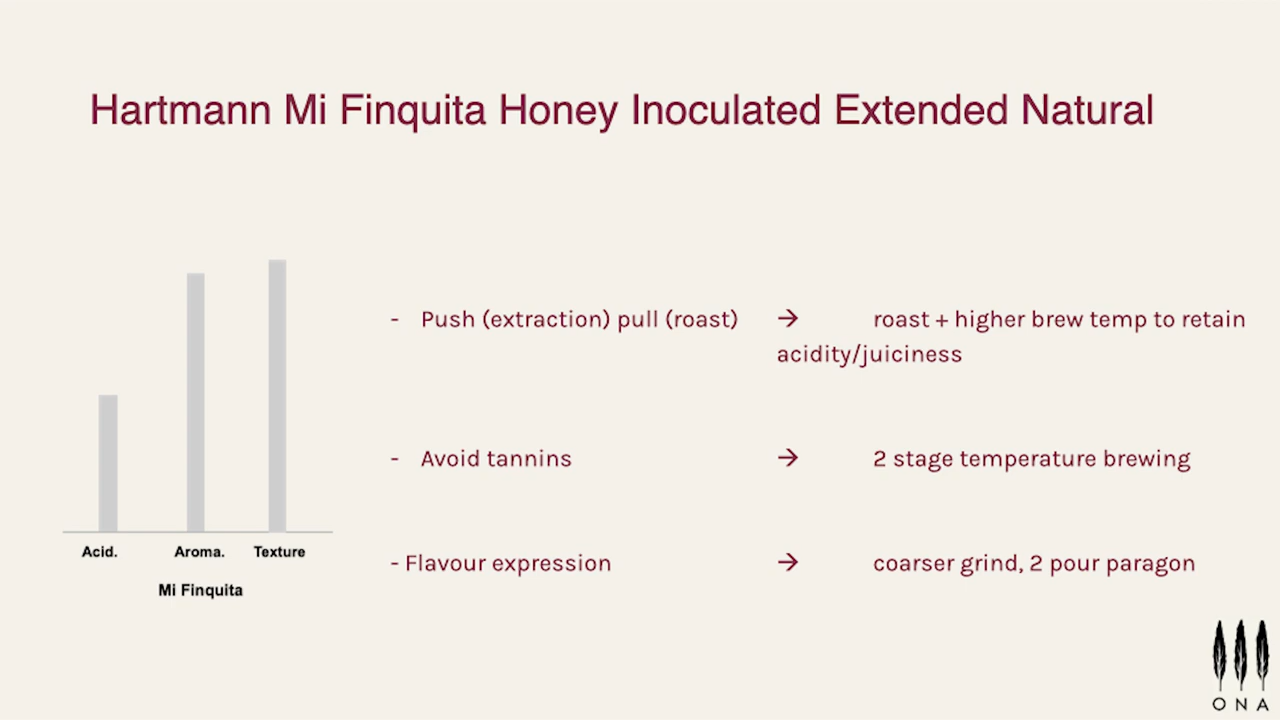 Hartmann Mi Finquita Honey Inoculated Extended Natural
- Push (extraction) pull (roast) → roast + higher brew temp to retain
acidity/juiciness
- Avoid tannins → 2 stage temperature brewing
- Flavour expression → coarser grind, 2 pour paragon
Acid. Aroma. Texture
Mi Finquita
ONA